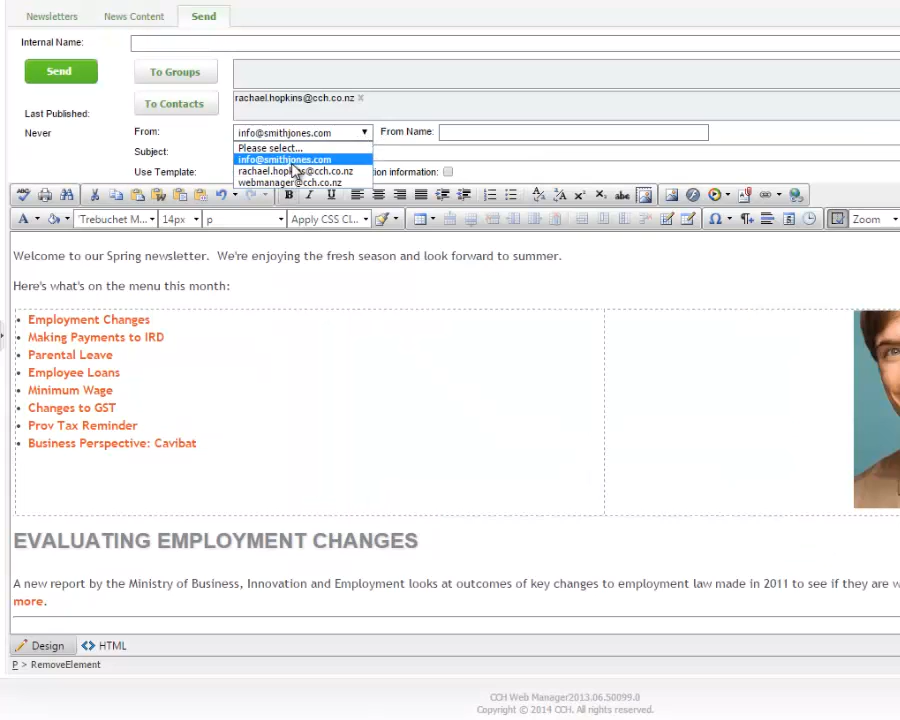 Newsletters News Content Send
Internal Name:
Send To Groups
To Contacts rachael.hopkins@cch.co.nz
Last Published:
Never From: info@smithjones.com From Name:
Please select...
Subject: info@smithjones.com
Use Template: rachael.hopkins@cch.co.nz tion information:
webmanager@cch.co.nz
'Trebuchet M... 14px p Apply CSS Cl... Zoom
Welcome to our Spring newsletter. We're enjoying the fresh season and look forward to summer.
Here's what's on the menu this month:
Employment Changes
Making Payments to IRD
Parental Leave
Employee Loans
Minimum Wage
Changes to GST
Prov Tax Reminder
Business Perspective: Cavibat
EVALUATING EMPLOYMENT CHANGES
A new report by the Ministry of Business, Innovation and Employment looks at outcomes of key changes to employment law made in 2011 to see if they are w
more.
Design HTML
P > RemoveElement
CCH Web Manager2013.06.50099.0
Copyright © 2014 CCH. All rights reserved.